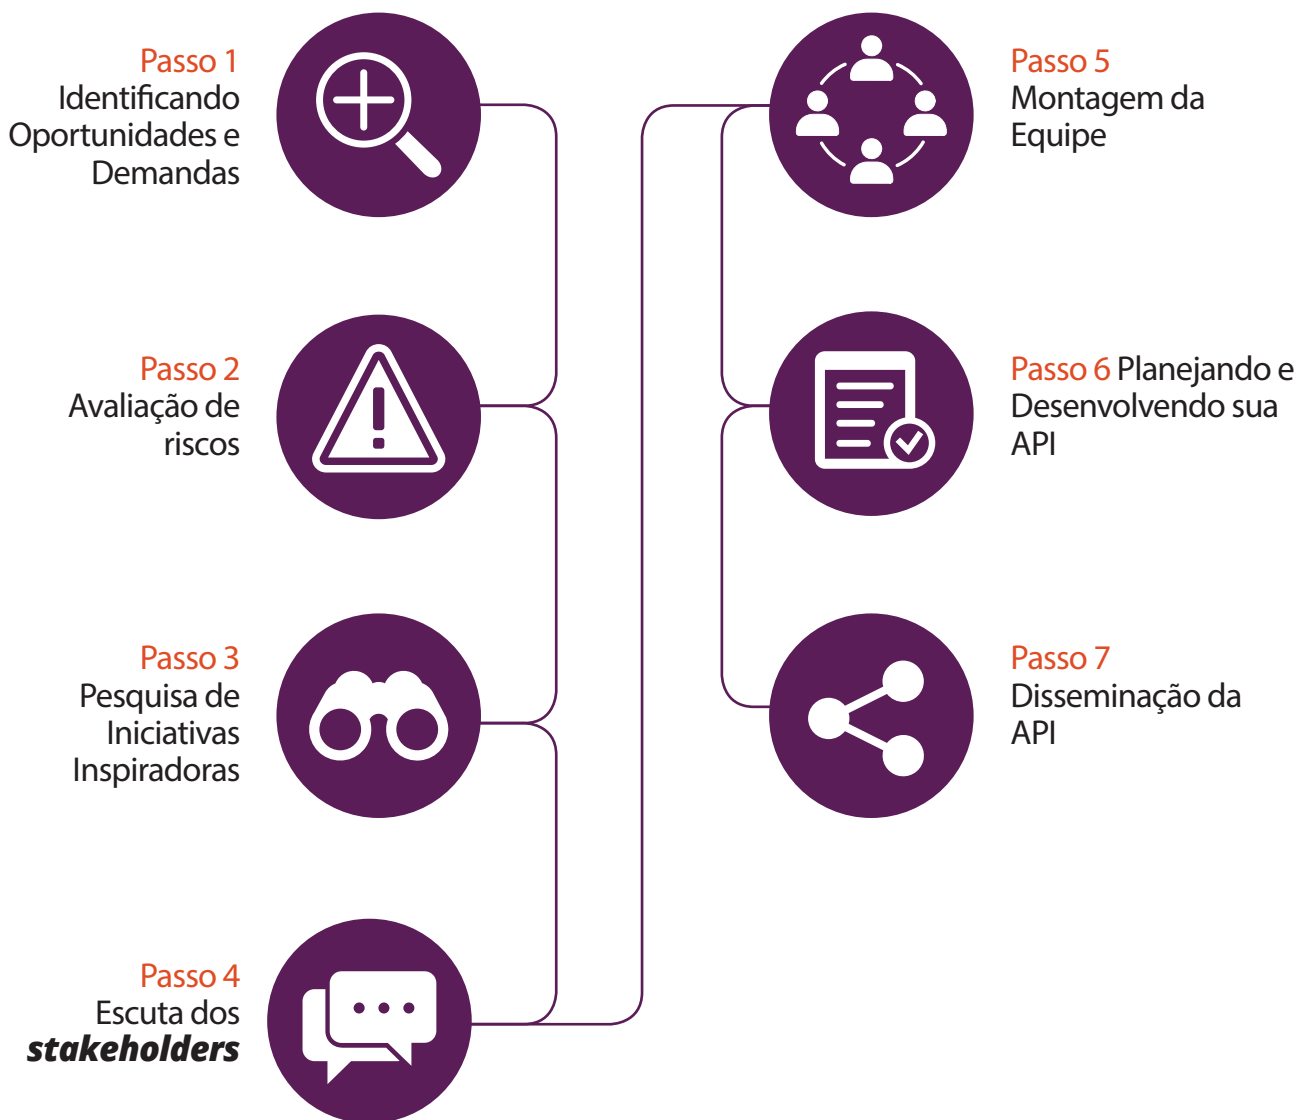 Passo 1
Identificando
Oportunidades e
Demandas
Passo 2
Avaliação de
riscos
Passo 3
Pesquisa de
Iniciativas
Inspiradoras
Passo 4
Escuta dos
stakeholders
Passo 5
Montagem da
Equipe
Passo 6 Planejando e
Desenvolvendo sua
API
Passo 7
Disseminação da
API